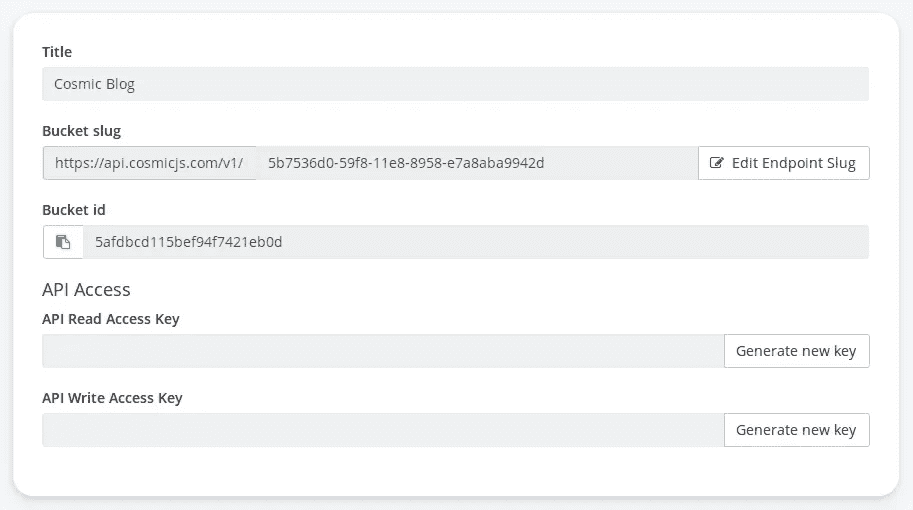 Title
Cosmic Blog
Bucket slug
https://api.cosmicjs.com/v1/ 5b7536d0-59f8-11e8-8958-e7a8aba9942d Edit Endpoint Slug
Bucket id
5afdbcd115bef94f7421eb0d
API Access
API Read Access Key
Generate new key
API Write Access Key
Generate new key